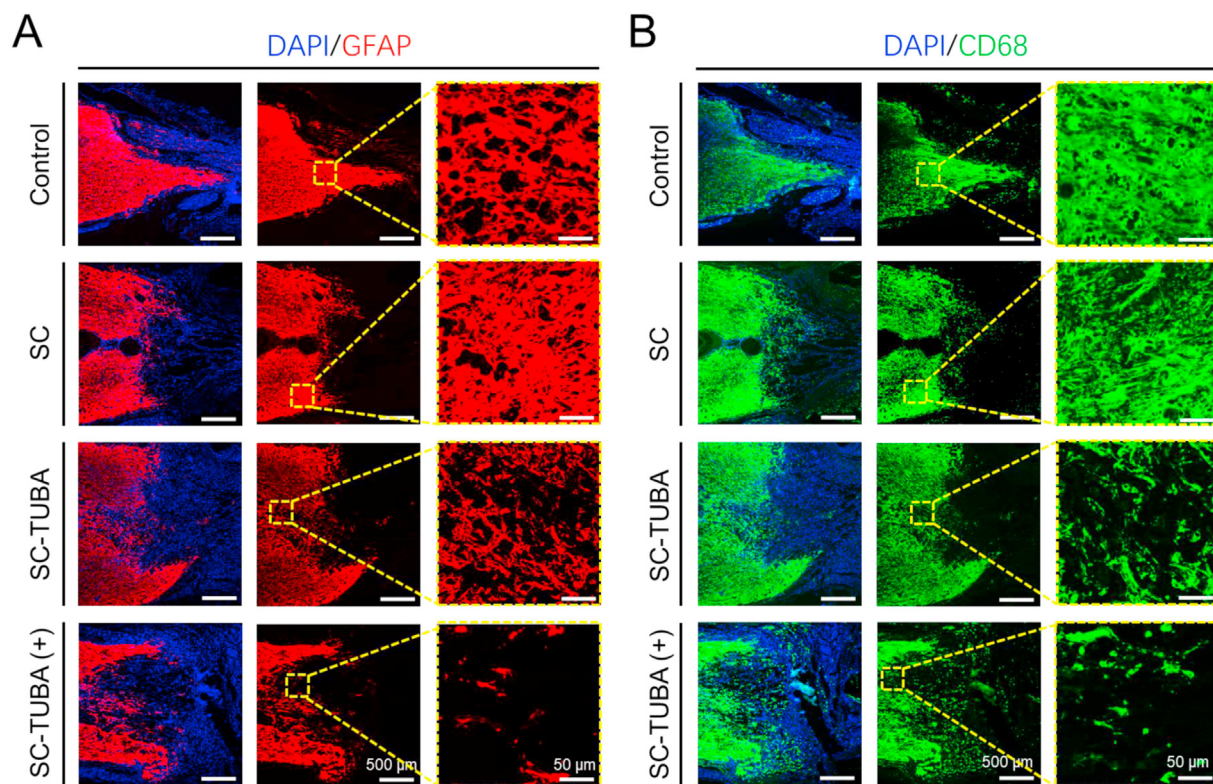 A
DAPI/GFAP
Control
SC
SC-TUBA
SC-TUBA (+)
500 μm
50 μm
B
DAPI/CD68
Control
SC
SC-TUBA
SC-TUBA (+)
500 μm
50 μm